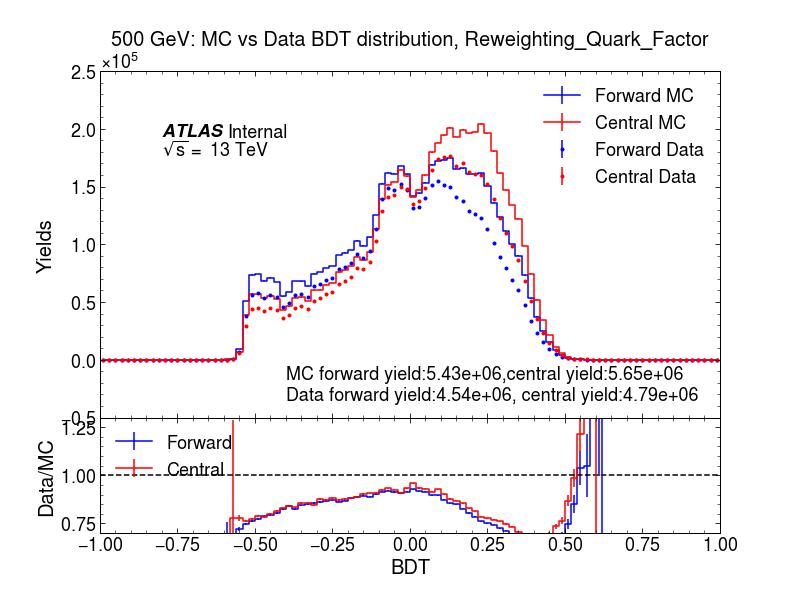 500 GeV: MC vs Data BDT distribution, Reweighting_Quark_Factor
×10⁵
2.5
2.0
1.5
1.0
0.5
0.0
0.5
Yields
ATLAS Internal
√s = 13 TeV
Forward MC
Central MC
Forward Data
Central Data
MC forward yield:5.43e+06,central yield:5.65e+06
Data forward yield:4.54e+06, central yield:4.79e+06
1.25
1.00
0.75
Data/MC
Forward
Central
−1.00 −0.75 −0.50 −0.25 0.00 0.25 0.50 0.75 1.00
BDT